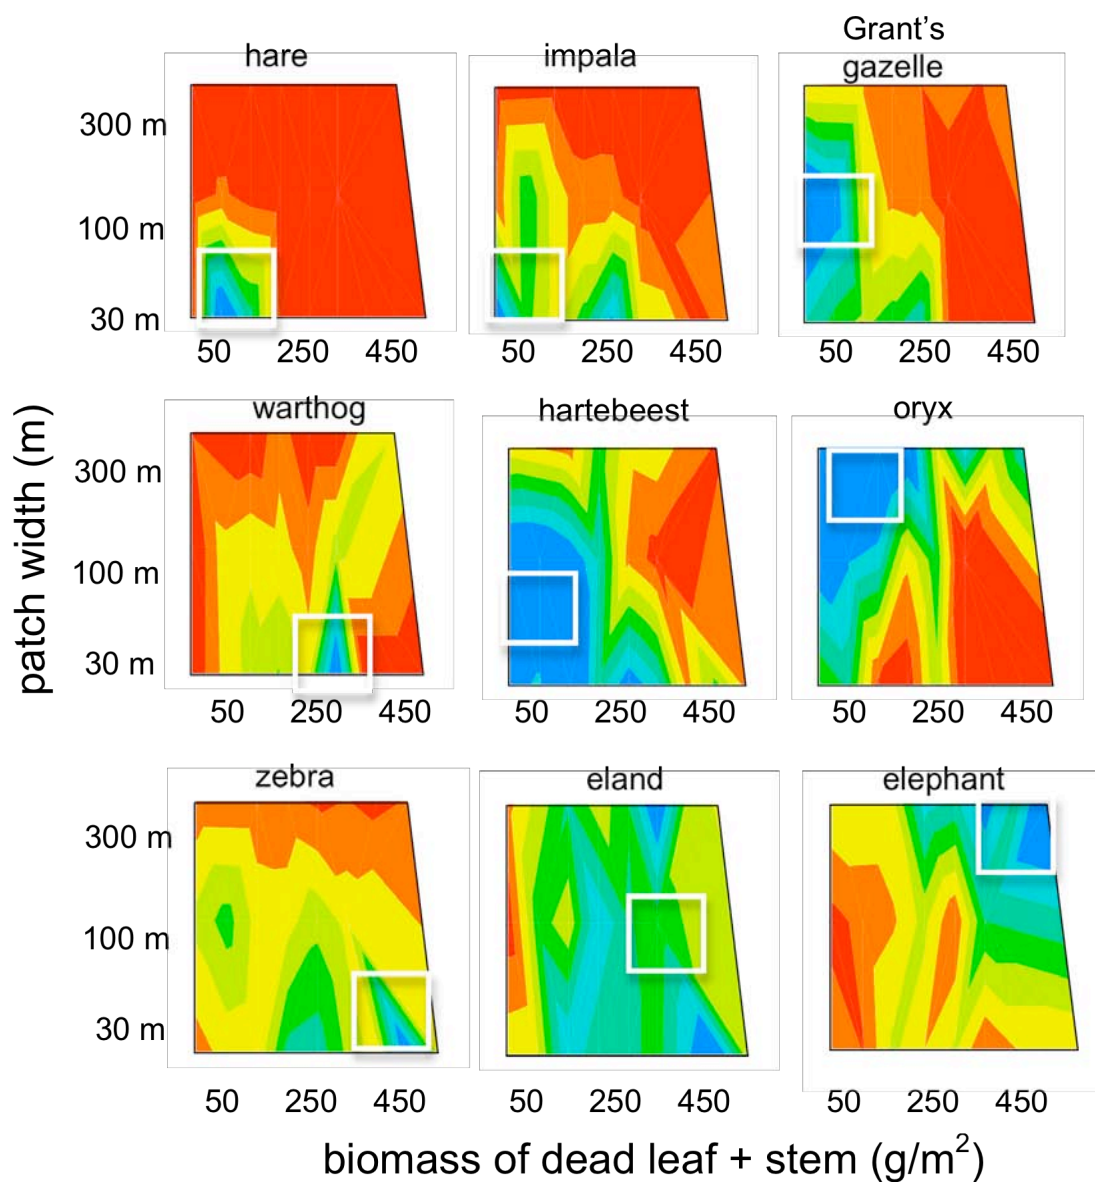 hare
impala
Grant's
gazelle
300 m
100 m
30 m
50 250 450
50 250 450
50 250 450
warthog
hartebeest
oryx
300 m
100 m
30 m
50 250 450
50 250 450
50 250 450
zebra
eland
elephant
300 m
100 m
30 m
50 250 450
50 250 450
50 250 450
patch width (m)
biomass of dead leaf + stem (g/m²)